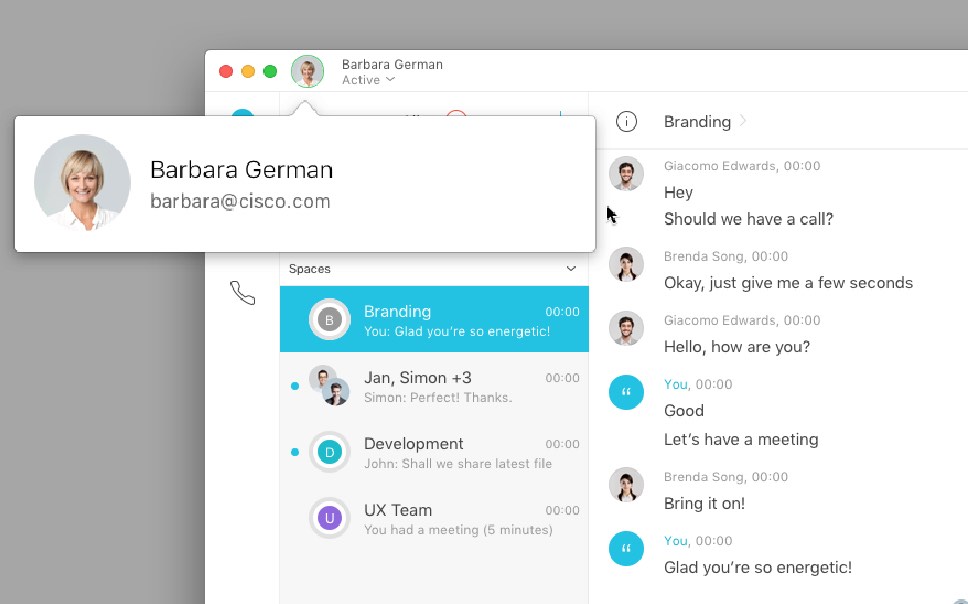 Barbara German
Active
Branding
Barbara German
barbara@cisco.com
Spaces
B
Branding
00:00
You: Glad you’re so energetic!
Jan, Simon +3
00:00
Simon: Perfect! Thanks.
D
Development
00:00
John: Shall we share latest file
U
UX Team
00:00
You had a meeting (5 minutes)
Giacomo Edwards, 00:00
Hey
Should we have a call?
Brenda Song, 00:00
Okay, just give me a few seconds
Giacomo Edwards, 00:00
Hello, how are you?
You, 00:00
Good
Let’s have a meeting
Brenda Song, 00:00
Bring it on!
You, 00:00
Glad you’re so energetic!